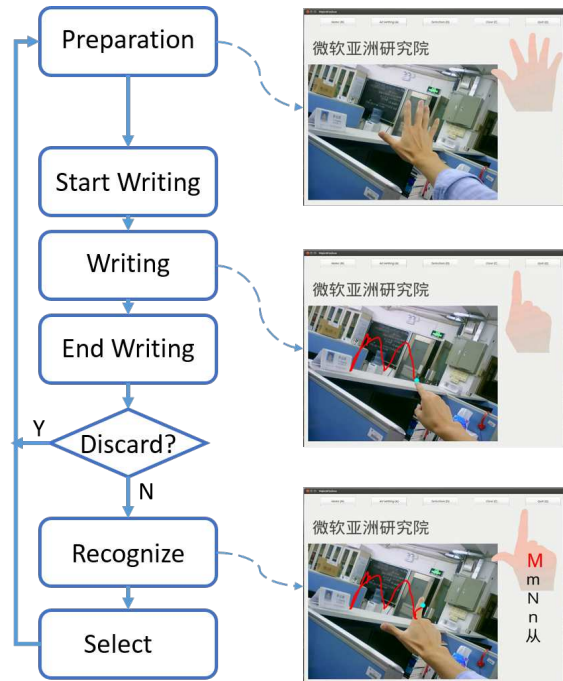 Preparation
Start Writing
Writing
End Writing
Discard?
Y
N
Recognize
Select
微软亚洲研究院
微软亚洲研究院
微软亚洲研究院
M
m
N
n
从